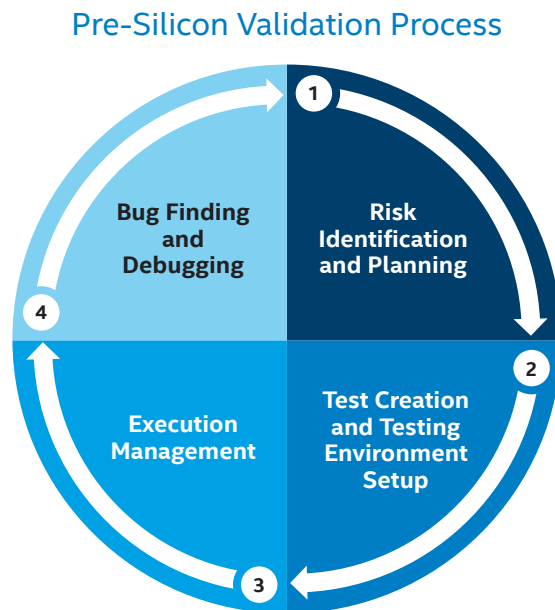 Pre-Silicon Validation Process
1
Risk
Identification
and Planning
2
Test Creation
and Testing
Environment
Setup
3
Execution
Management
4
Bug Finding
and
Debugging